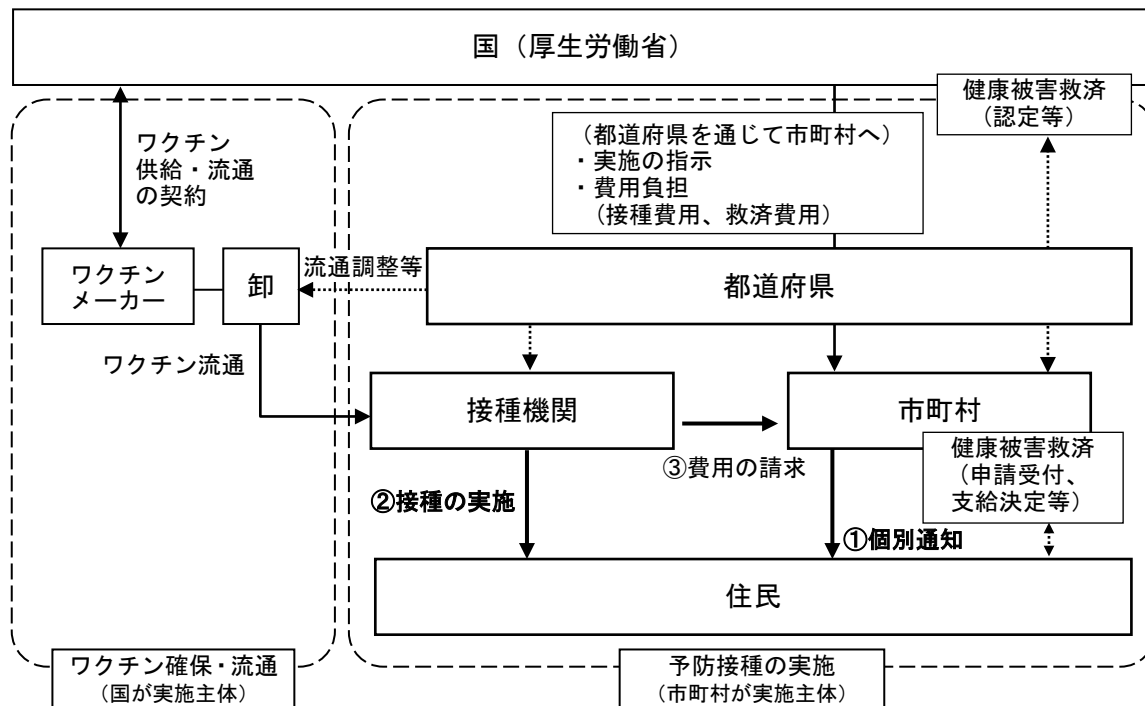 国（厚生労働省）
健康被害救済
（認定等）
ワクチン
供給・流通
の契約
（都道府県を通じて市町村へ）
・実施の指示
・費用負担
（接種費用、救済費用）
ワクチン
メーカー
卸
流通調整等
都道府県
ワクチン流通
接種機関
市町村
③費用の請求
健康被害救済
（申請受付、
支給決定等）
②接種の実施
①個別通知
住民
ワクチン確保・流通
（国が実施主体）
予防接種の実施
（市町村が実施主体）